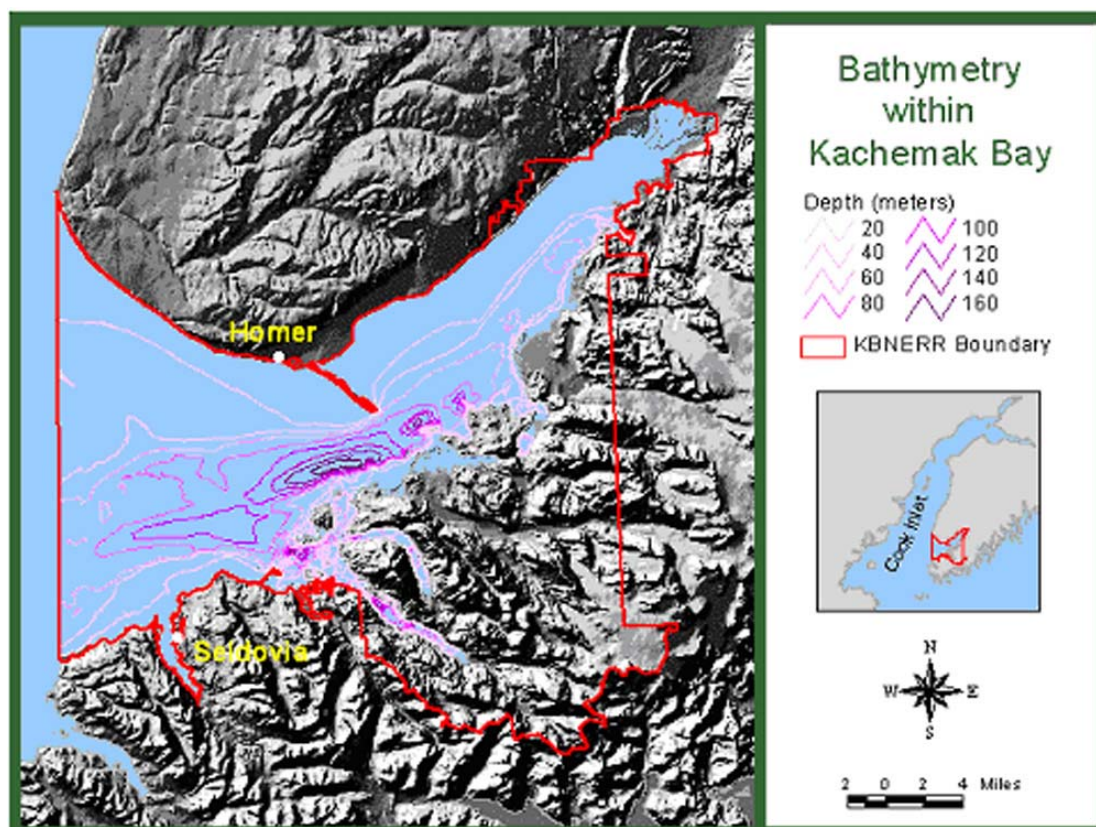 Bathymetry
within
Kachemak Bay
Depth (meters)
20 100
40 120
60 140
80 160
KBNERR Boundary
Homer
Seldovia
Cook Inlet
N
W E
S
2 0 2 4 Miles